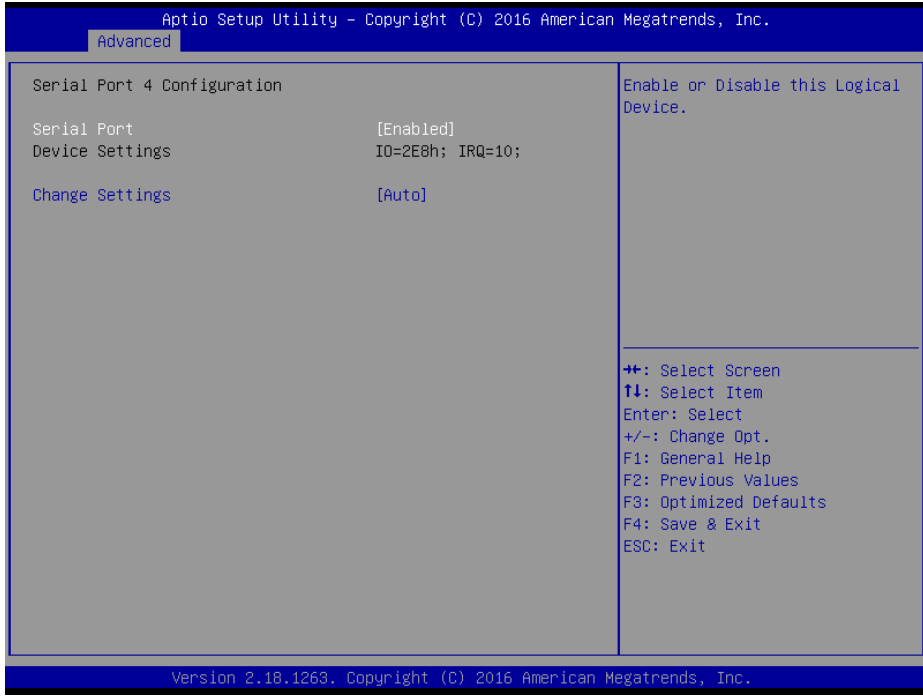 Aptio Setup Utility – Copyright (C) 2016 American Megatrends, Inc.
Advanced
Serial Port 4 Configuration
Serial Port [Enabled]
Device Settings IO=2E8h; IRQ=10;
Change Settings [Auto]
Enable or Disable this Logical
Device.
→←: Select Screen
↑↓: Select Item
Enter: Select
+/-: Change Opt.
F1: General Help
F2: Previous Values
F3: Optimized Defaults
F4: Save & Exit
ESC: Exit
Version 2.18.1263. Copyright (C) 2016 American Megatrends, Inc.